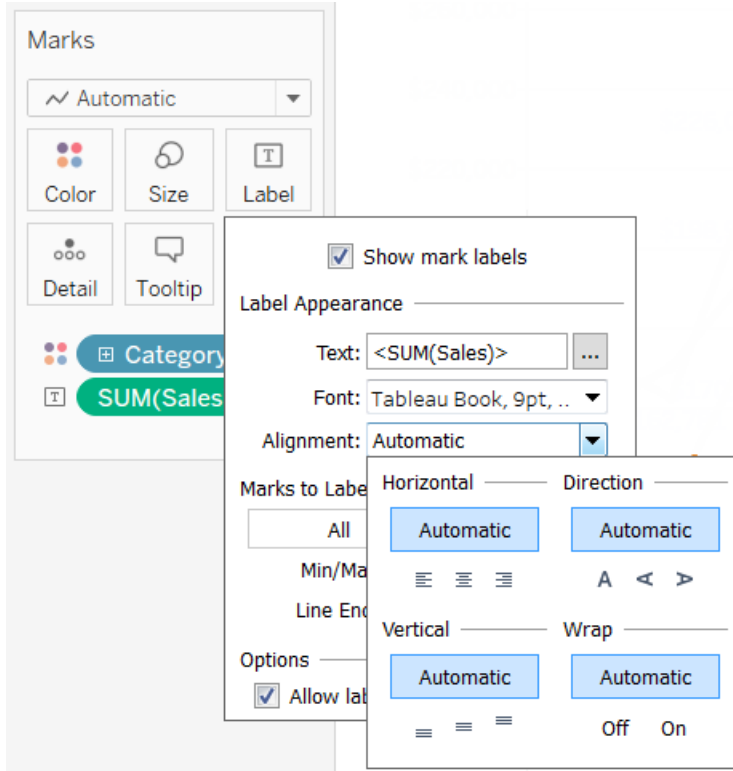 Marks
Automatic
Color Size Label
Detail Tooltip
Category
SUM(Sales
Show mark labels
Label Appearance
Text: <SUM(Sales)> ...
Font: Tableau Book, 9pt, ..
Alignment: Automatic
Marks to Labe
All
Min/Ma
Line End
Options
Allow lab
Horizontal Direction
Automatic Automatic
A A A
Vertical Wrap
Automatic Automatic
Off On